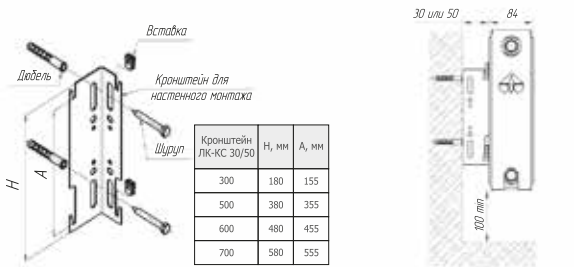 Вставка
Дюбель
Кронштейн для
настенного монтажа
Шуруп
H
A
Кронштейн
ЛК-КС 30/50
H, мм
A, мм
300 180 155
500 380 355
600 480 455
700 580 555
30 или 50
84
100 min